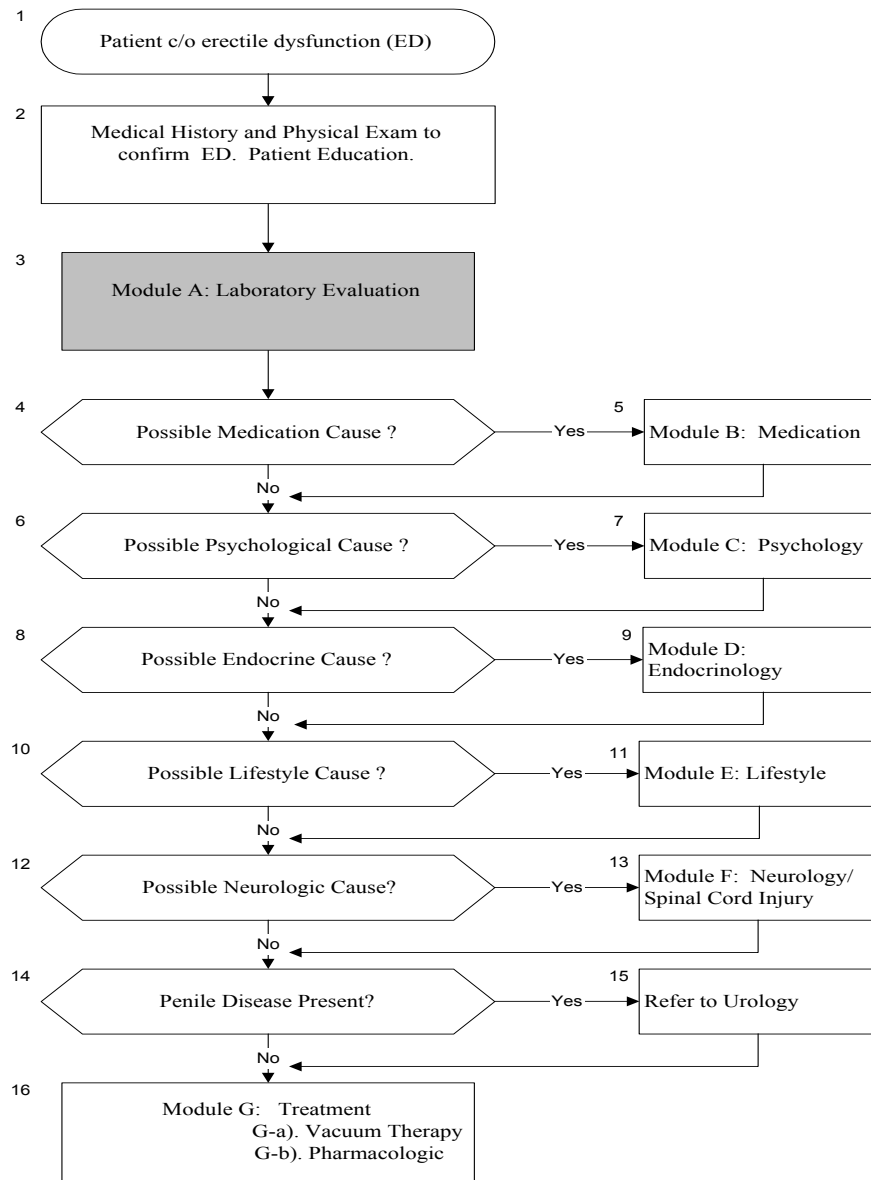 1
Patient c/o erectile dysfunction (ED)
2
Medical History and Physical Exam to
confirm ED. Patient Education.
3
Module A: Laboratory Evaluation
4
Possible Medication Cause ?
Yes
5
Module B: Medication
No
6
Possible Psychological Cause ?
Yes
7
Module C: Psychology
No
8
Possible Endocrine Cause ?
Yes
9
Module D:
Endocrinology
No
10
Possible Lifestyle Cause ?
Yes
11
Module E: Lifestyle
No
12
Possible Neurologic Cause?
Yes
13
Module F: Neurology/
Spinal Cord Injury
No
14
Penile Disease Present?
Yes
15
Refer to Urology
No
16
Module G: Treatment
G-a). Vacuum Therapy
G-b). Pharmacologic